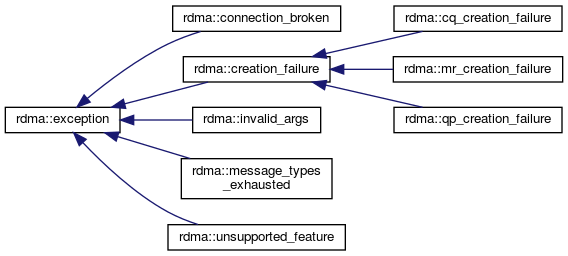 rdma::connection_broken
rdma::cq_creation_failure
rdma::creation_failure
rdma::mr_creation_failure
rdma::exception
rdma::invalid_args
rdma::qp_creation_failure
rdma::message_types
_exhausted
rdma::unsupported_feature